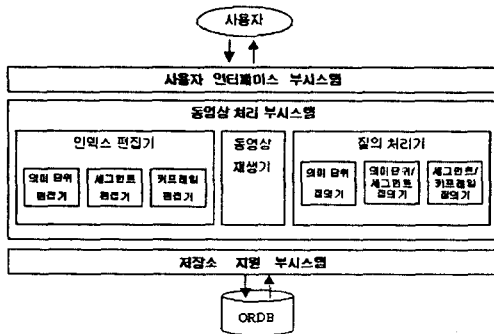 사용자
사용자 인터페이스 부시스템
동영상 처리 부시스템
인덱스 편집기
의미 단위
편집기
세그먼트
편집기
키프레임
편집기
동영상
재생기
질의 처리기
의미 단위
질의기
의미단위/
세그먼트
질의기
세그먼트/
키프레임
질의기
저장소 지원 부시스템
ORDB